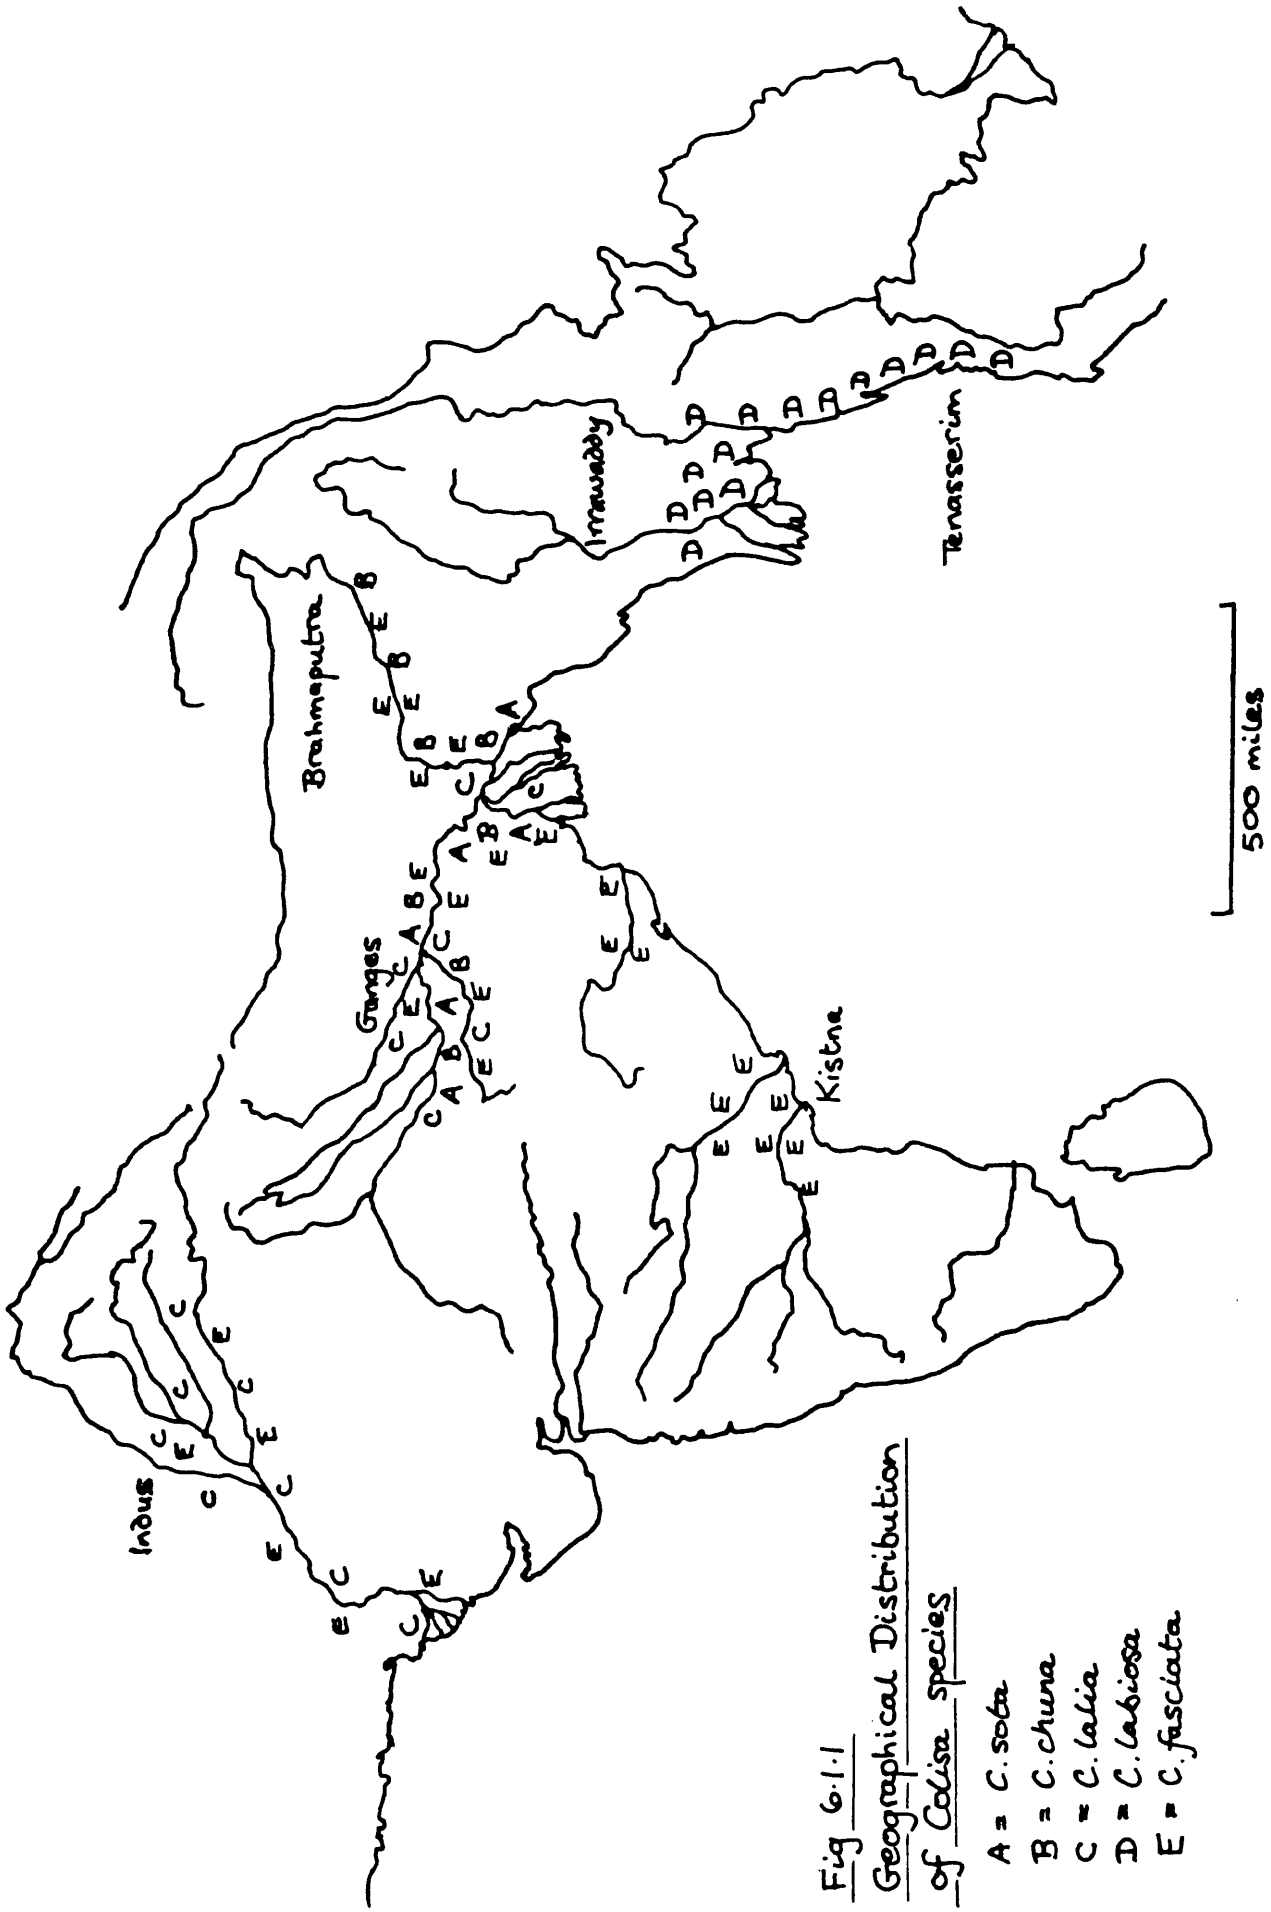 Indus
E C C E E C C C E E C C E C
Brahmaputra
E B E B A E E B E B
Ganges
C A E B C C E A E C B C A B E E A E B A E C C
Irrawaddy
D D D D D D D D D D D D D D D
Tenasserim
E E E
Kistna
E E E E E E E
Fig 6.1.1
Geographical Distribution
of Colisa species
A = C. sota
B = C. chuna
C = C. lalia
D = C. labiosa
E = C. fasciata
500 miles